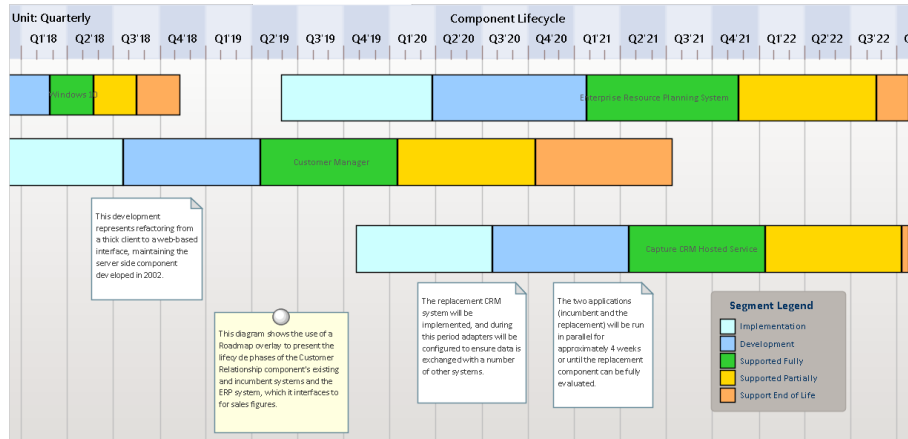 Unit: Quarterly
Component Lifecycle
Q1'18 Q2'18 Q3'18 Q4'18 Q1'19 Q2'19 Q3'19 Q4'19 Q1'20 Q2'20 Q3'20 Q4'20 Q1'21 Q2'21 Q3'21 Q4'21 Q1'22 Q2'22 Q3'22 Q
Windows 10
Enterprise Resource Planning System
Customer Manager
Capture CRM Hosted Service
This development
represents refactoring from
a thick client to a web-based
interface, maintaining the
server side component
developed in 2002.
This diagram shows the use of a
Roadmap overlay to present the
lifecycle phases of the Customer
Relationship component's existing
and incumbent systems and the
ERP system, which it interfaces to
for sales figures.
The replacement CRM
system will be
implemented, and during
this period adapters will be
configured to ensure data is
exchanged with a number
of other systems.
The two applications
(incumbent and the
replacement) will be run
in parallel for
approximately 4 weeks
or until the replacement
component can be fully
evaluated.
Segment Legend
Implementation
Development
Supported Fully
Supported Partially
Support End of Life